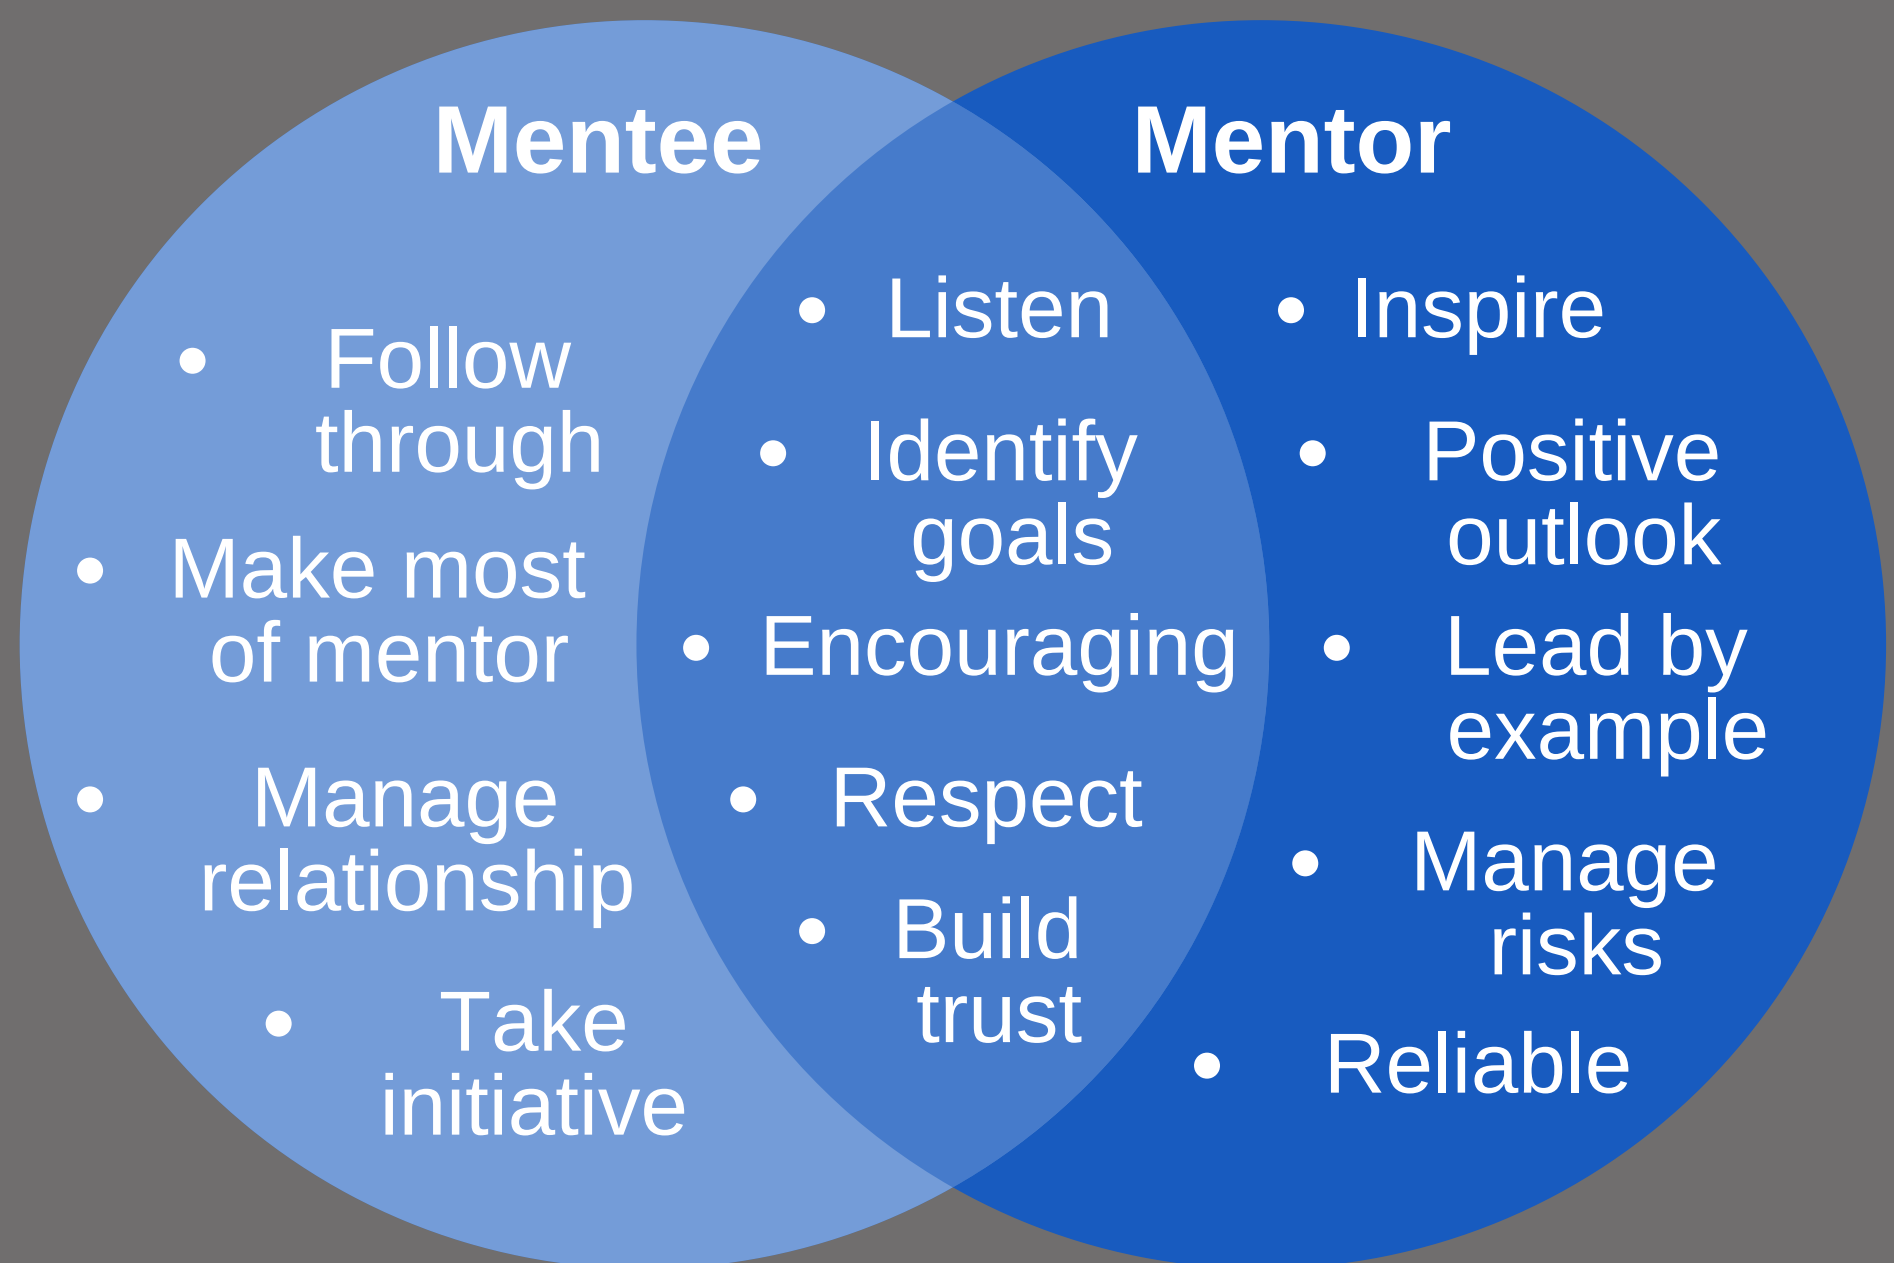 Mentee
• Follow
through
• Make most
of mentor
• Manage
relationship
• Take
initiative
• Listen
• Identify
goals
• Encouraging
• Respect
• Build
trust
Mentor
• Inspire
• Positive
outlook
• Lead by
example
• Manage
risks
• Reliable